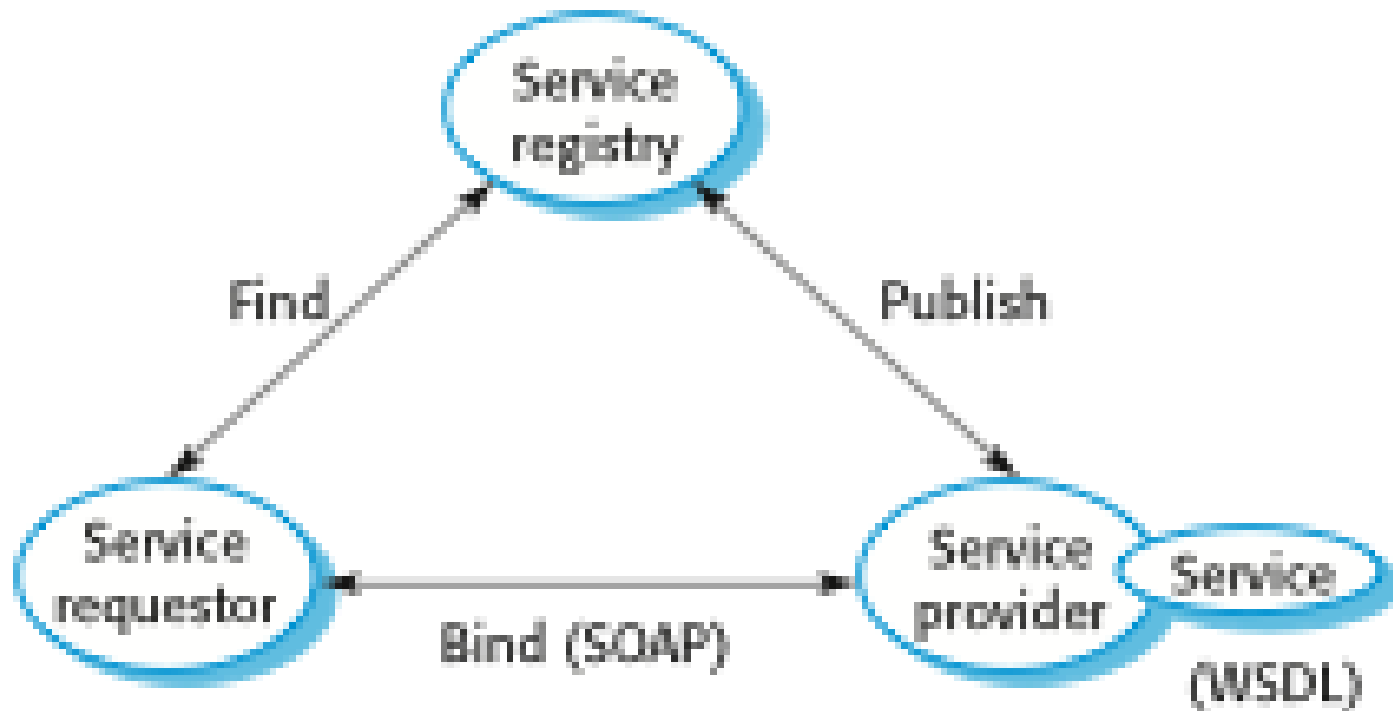 Service
registry
Find
Publish
Service
requestor
Bind (SOAP)
Service
provider
Service
(WSDL)